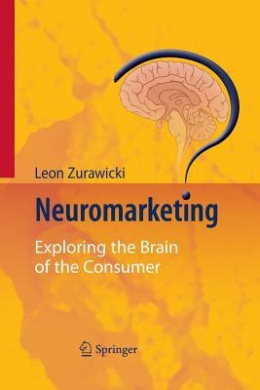 Leon Zurawicki
Neuromarketing
Exploring the Brain
of the Consumer
Springer